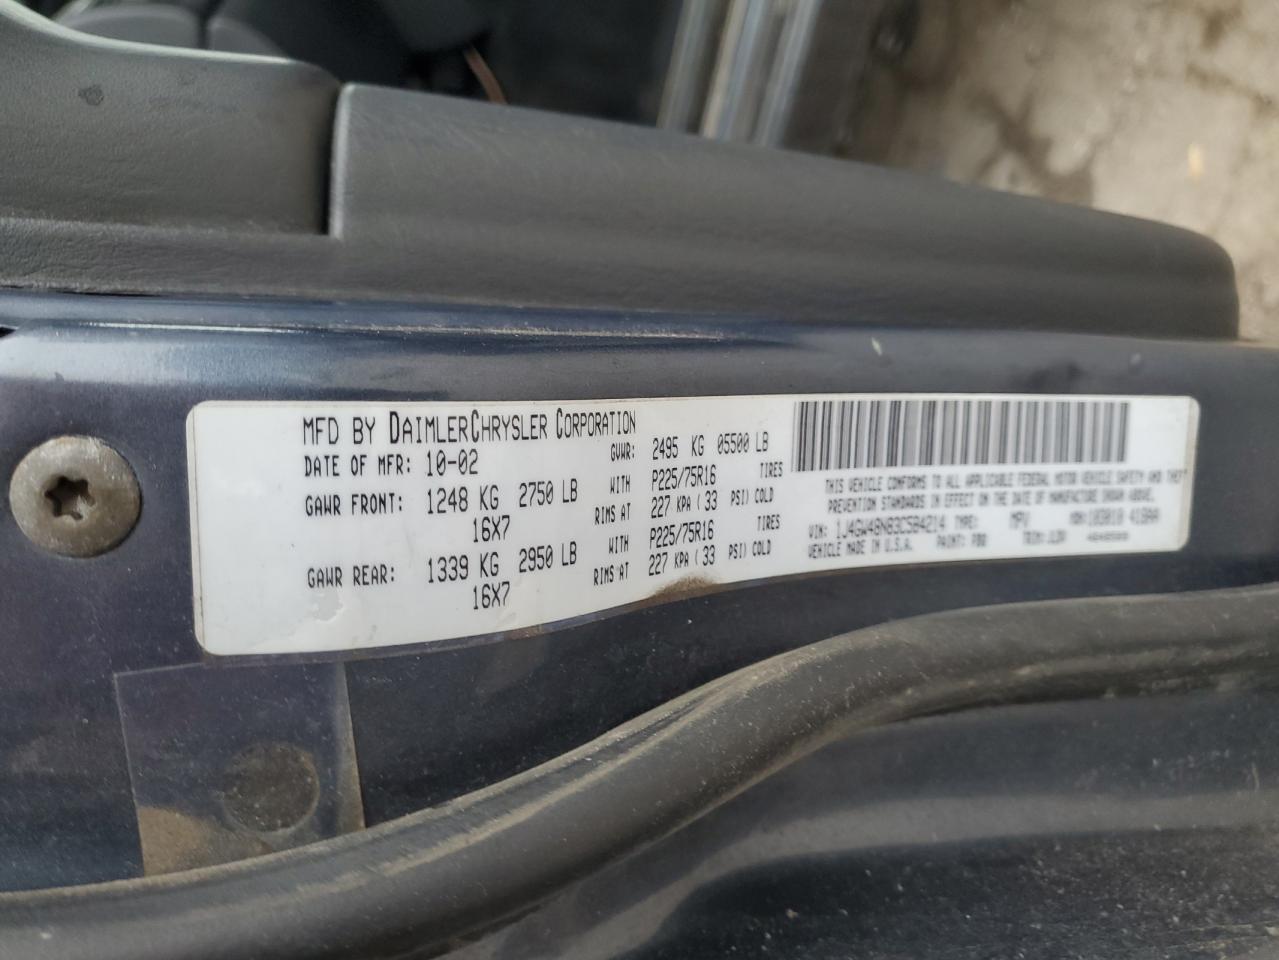 MFD BY DAIMLERCHRYSLER CORPORATION
DATE OF MFR: 10-02 GVWR: 2495 KG 05500 LB
GAWR FRONT: 1248 KG 2750 LB WITH P225/75R16 TIRES
16X7 RIMS AT 227 KPA ( 33 PSI) COLD
GAWR REAR: 1339 KG 2950 LB WITH P225/75R16 TIRES
16X7 RIMS AT 227 KPA ( 33 PSI) COLD
THIS VEHICLE CONFORMS TO ALL APPLICABLE FEDERAL MOTOR VEHICLE SAFETY AND THEFT
PREVENTION STANDARDS IN EFFECT ON THE DATE OF MANUFACTURE SHOWN ABOVE.
VIN: 1J4GW48N63C584214 TYPE: MPV MDH:
VEHICLE MADE IN U.S.A. PAINT: TRIM: